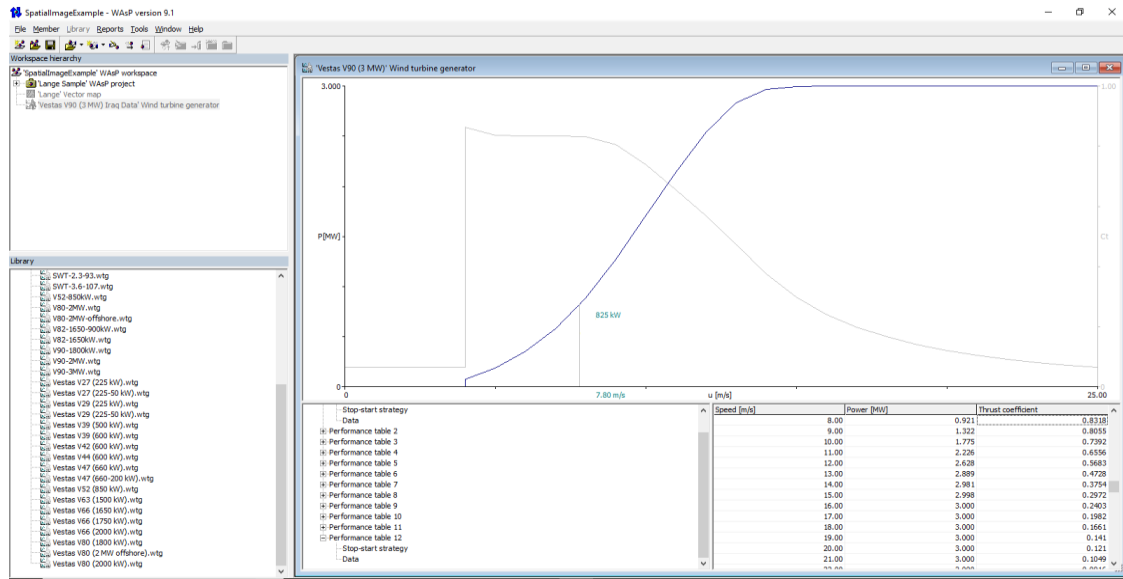 SpatialImageExample - WAsP version 9.1
File Member Library Reports Tools Window Help
Workspace hierarchy
'SpatialImageExample' WAsP workspace
'Lange Sample' WAsP project
'Lange' Vector map
'Vestas V90 (3 MW) Iraq Data' Wind turbine generator
Library
SWT-2.3-93.wtg
SWT-3.6-107.wtg
V52-850kW.wtg
V80-2MW.wtg
V80-2MW-offshore.wtg
V82-1650-900kW.wtg
V82-1650kW.wtg
V90-1800kW.wtg
V90-2MW.wtg
V90-3MW.wtg
Vestas V27 (225 kW).wtg
Vestas V27 (225-50 kW).wtg
Vestas V29 (225 kW).wtg
Vestas V29 (225-50 kW).wtg
Vestas V39 (500 kW).wtg
Vestas V39 (600 kW).wtg
Vestas V42 (600 kW).wtg
Vestas V44 (600 kW).wtg
Vestas V47 (660 kW).wtg
Vestas V47 (660-200 kW).wtg
Vestas V52 (850 kW).wtg
Vestas V63 (1500 kW).wtg
Vestas V66 (1650 kW).wtg
Vestas V66 (1750 kW).wtg
Vestas V66 (2000 kW).wtg
Vestas V80 (1800 kW).wtg
Vestas V80 (2 MW offshore).wtg
Vestas V80 (2000 kW).wtg
'Vestas V90 (3 MW)' Wind turbine generator
3.000
1.00
P[MW]
Ct
825 kW
0
0
0
7.80 m/s
u [m/s]
25.00
Stop-start strategy
Data
Performance table 2
Performance table 3
Performance table 4
Performance table 5
Performance table 6
Performance table 7
Performance table 8
Performance table 9
Performance table 10
Performance table 11
Performance table 12
Stop-start strategy
Data
Speed [m/s] Power [MW] Thrust coefficient
8.00 0.921 0.8318
9.00 1.322 0.8055
10.00 1.775 0.7392
11.00 2.226 0.6556
12.00 2.628 0.5683
13.00 2.889 0.4728
14.00 2.981 0.3754
15.00 2.998 0.2972
16.00 3.000 0.2403
17.00 3.000 0.1982
18.00 3.000 0.1661
19.00 3.000 0.141
20.00 3.000 0.121
21.00 3.000 0.1049